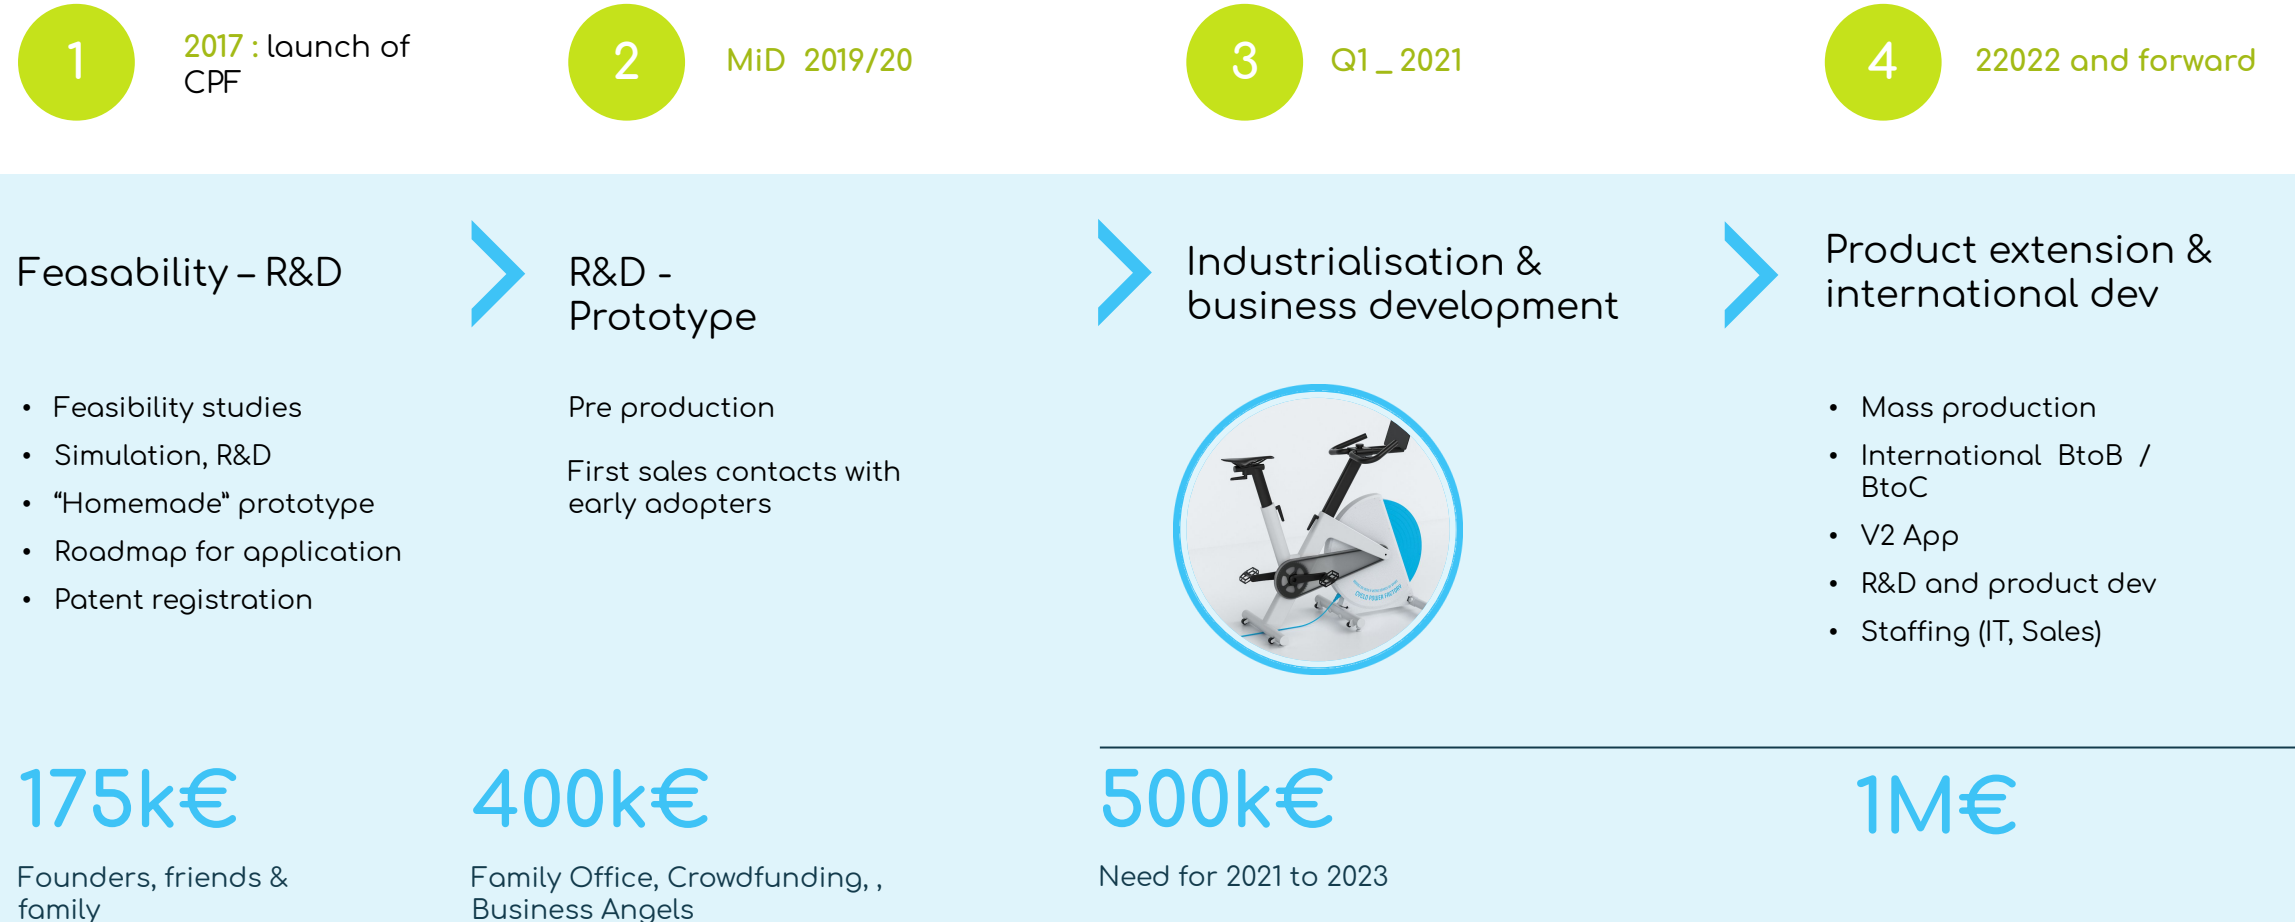 1
2017 : launch of
CPF
2
MiD 2019/20
3
Q1 _ 2021
4
22022 and forward
Feasability – R&D
R&D -
Prototype
Industrialisation &
business development
Product extension &
international dev
• Feasibility studies
• Simulation, R&D
• “Homemade” prototype
• Roadmap for application
• Patent registration
Pre production
First sales contacts with
early adopters
CYCLO POWER FACTORY
• Mass production
• International BtoB /
BtoC
• V2 App
• R&D and product dev
• Staffing (IT, Sales)
175k€
Founders, friends &
family
400k€
Family Office, Crowdfunding, ,
Business Angels
500k€
Need for 2021 to 2023
1M€